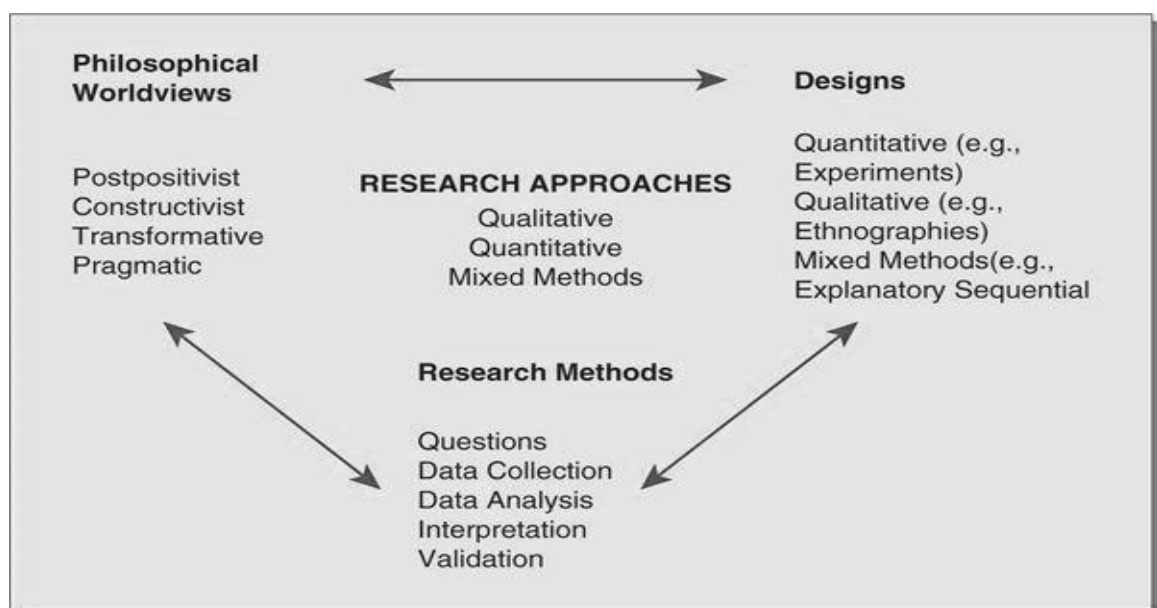 Philosophical
Worldviews
Postpositivist
Constructivist
Transformative
Pragmatic
RESEARCH APPROACHES
Qualitative
Quantitative
Mixed Methods
Designs
Quantitative (e.g.,
Experiments)
Qualitative (e.g.,
Ethnographies)
Mixed Methods(e.g.,
Explanatory Sequential
Research Methods
Questions
Data Collection
Data Analysis
Interpretation
Validation